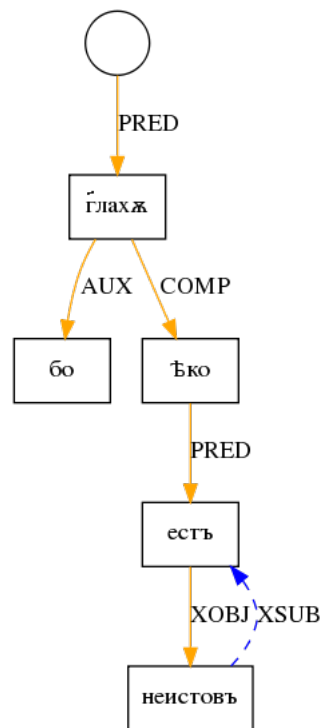 PRED
г҃лахѫ
AUX COMP
бо ѣко
PRED
естъ
XOBJ XSUB
неистовъ